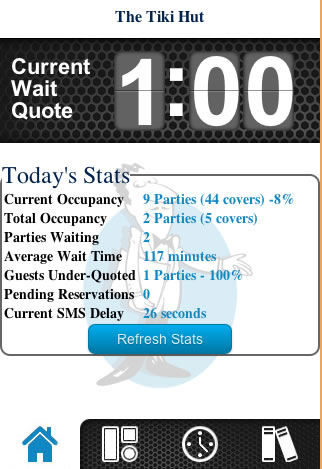 The Tiki Hut
Current
Wait
Quote
1:00
Today's Stats
Current Occupancy 9 Parties (44 covers) -8%
Total Occupancy 2 Parties (5 covers)
Parties Waiting 2
Average Wait Time 117 minutes
Guests Under-Quoted 1 Parties - 100%
Pending Reservations 0
Current SMS Delay 26 seconds
Refresh Stats